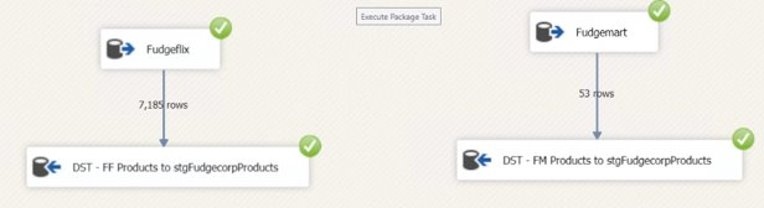 Execute Package Task
Fudgeflix
Fudgemart
7,185 rows
53 rows
DST - FF Products to stgFudgecorpProducts
DST - FM Products to stgFudgecorpProducts